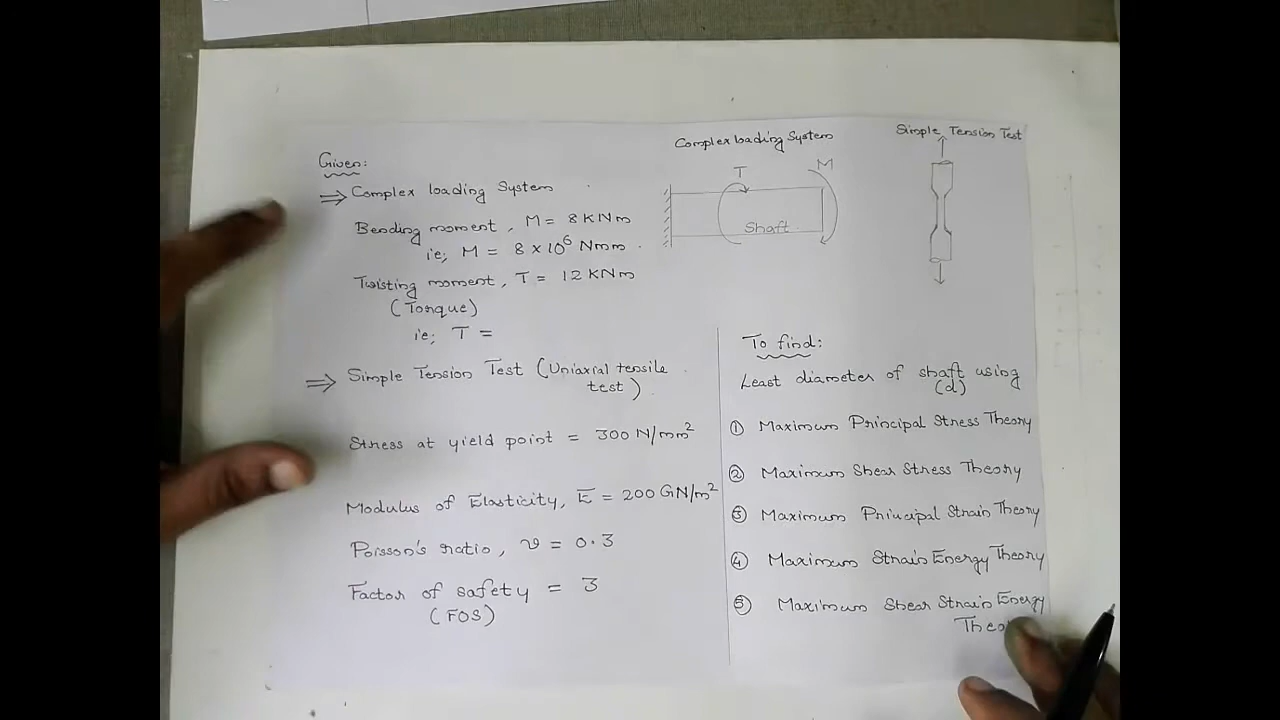 Given:
⇒ Complex loading System
Bending moment, M = 8 KNm
ie; M = 8 × 10⁶ Nmm.
Twisting moment, T = 12 KNm
(Torque)
ie; T =
⇒ Simple Tension Test (Uniaxial tensile
test)
Stress at yield point = 300 N/mm²
Modulus of Elasticity, E = 200 GN/m²
Poisson's ratio, ν = 0.3
Factor of safety = 3
(FOS)
Complex loading System
T
M
Shaft
Simple Tension Test
To find:
Least diameter of shaft using
(d)
① Maximum Principal Stress Theory
② Maximum Shear Stress Theory
③ Maximum Principal Strain Theory
④ Maximum Strain Energy Theory
⑤ Maximum Shear Strain Energy